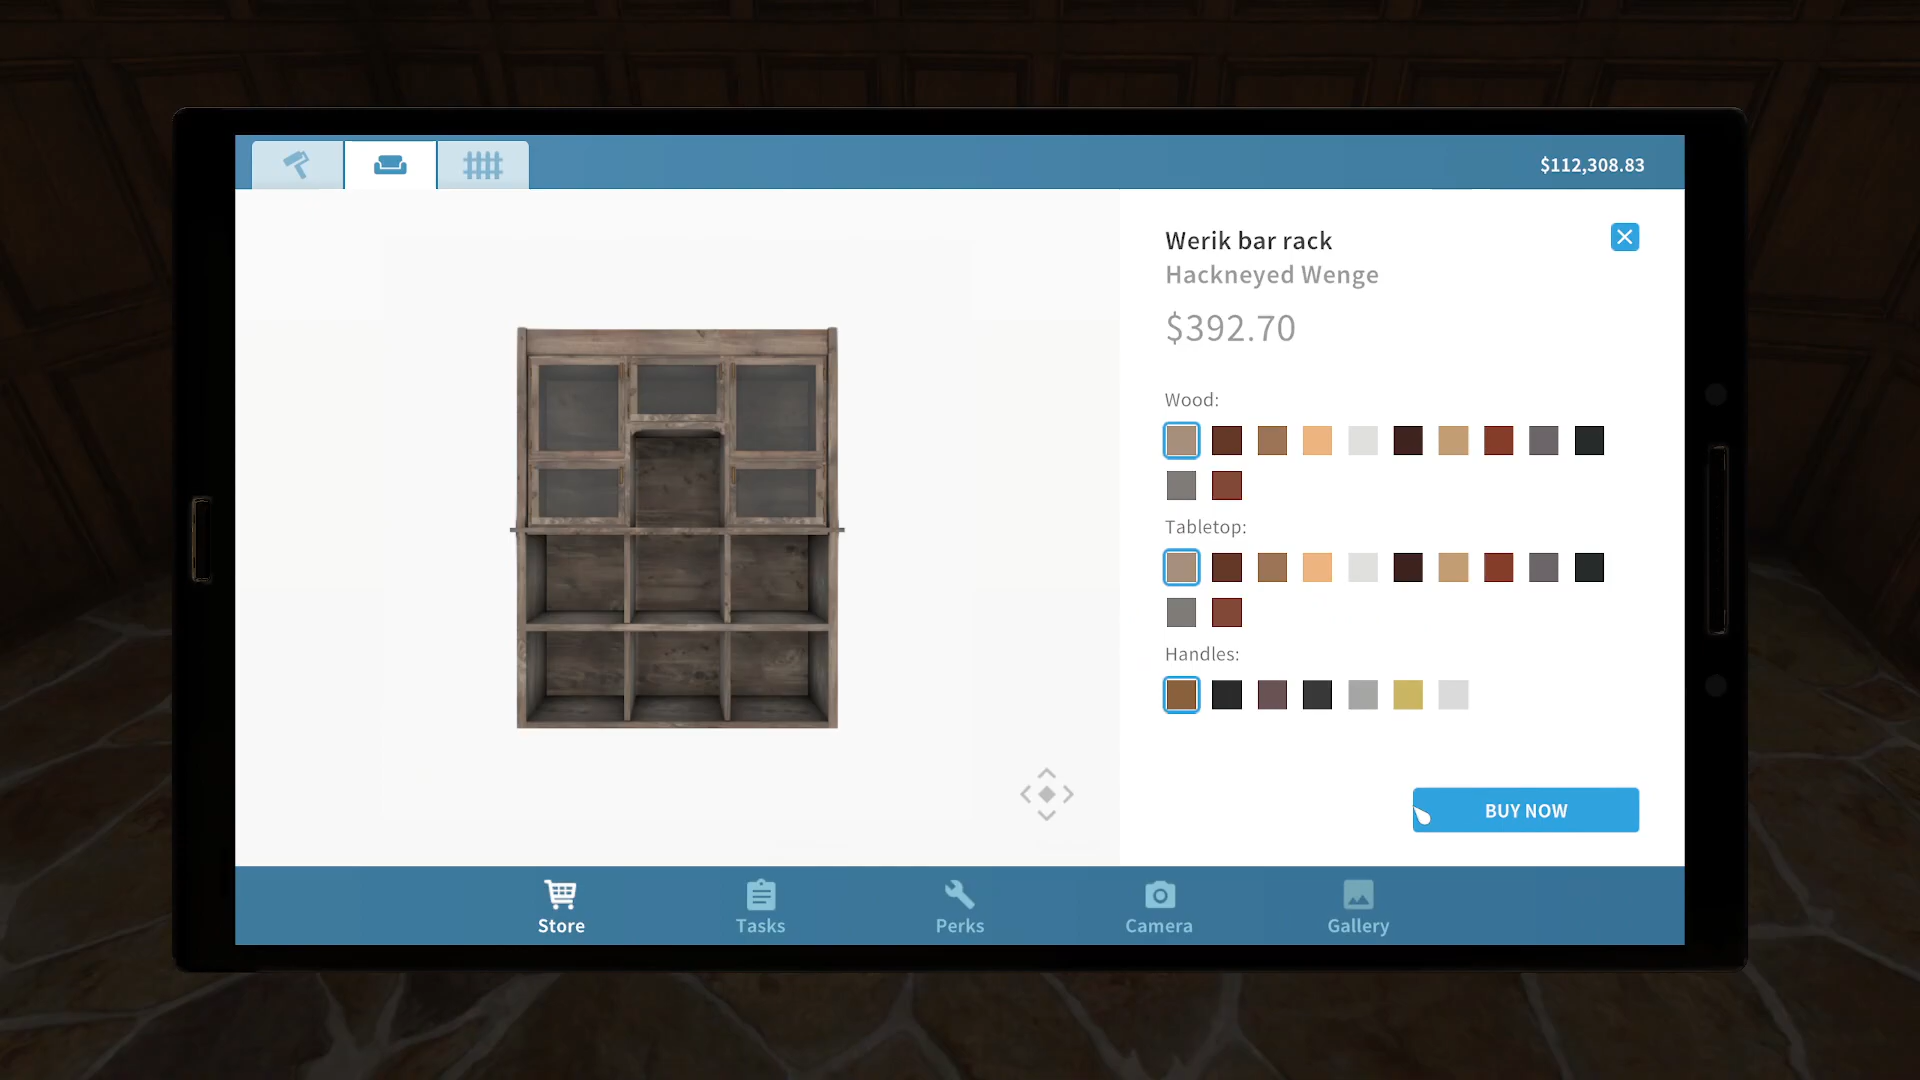 $112,308.83
Werik bar rack
Hackneyed Wenge
$392.70
Wood:
Tabletop:
Handles:
BUY NOW
Store
Tasks
Perks
Camera
Gallery